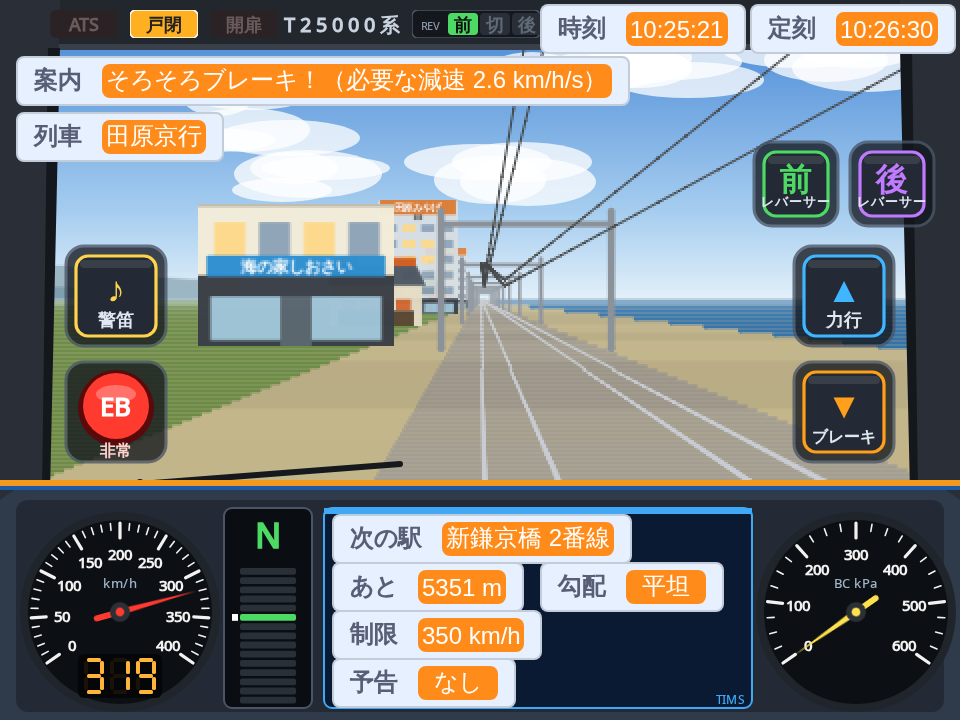 ATS 戸閉 開扉 T25000系 REV 前 切 後
時刻 10:25:21 定刻 10:26:30
案内 そろそろブレーキ！（必要な減速 2.6 km/h/s）
列車 田原京行
前 レバーサー
後 レバーサー
海の家しおさい
♪ 警笛
▲ 力行
EB 非常
▼ ブレーキ
0 50 100 150 200 250 300 350 400
km/h
319
N
次の駅 新鎌京橋 2番線
あと 5351 m 勾配 平坦
制限 350 km/h
予告 なし
TIMS
0 100 200 300 400 500 600
BC kPa